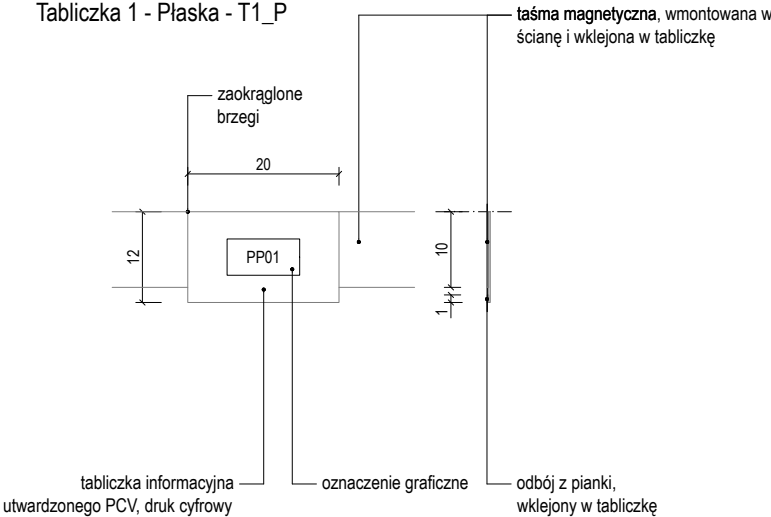 Tabliczka 1 - Płaska - T1_P
taśma magnetyczna, wmontowana w
ścianę i wklejona w tabliczkę
zaokrąglone
brzegi
20
12
PP01
10
1
tabliczka informacyjna
utwardzonego PCV, druk cyfrowy
oznaczenie graficzne
odbój z pianki,
wklejony w tabliczkę